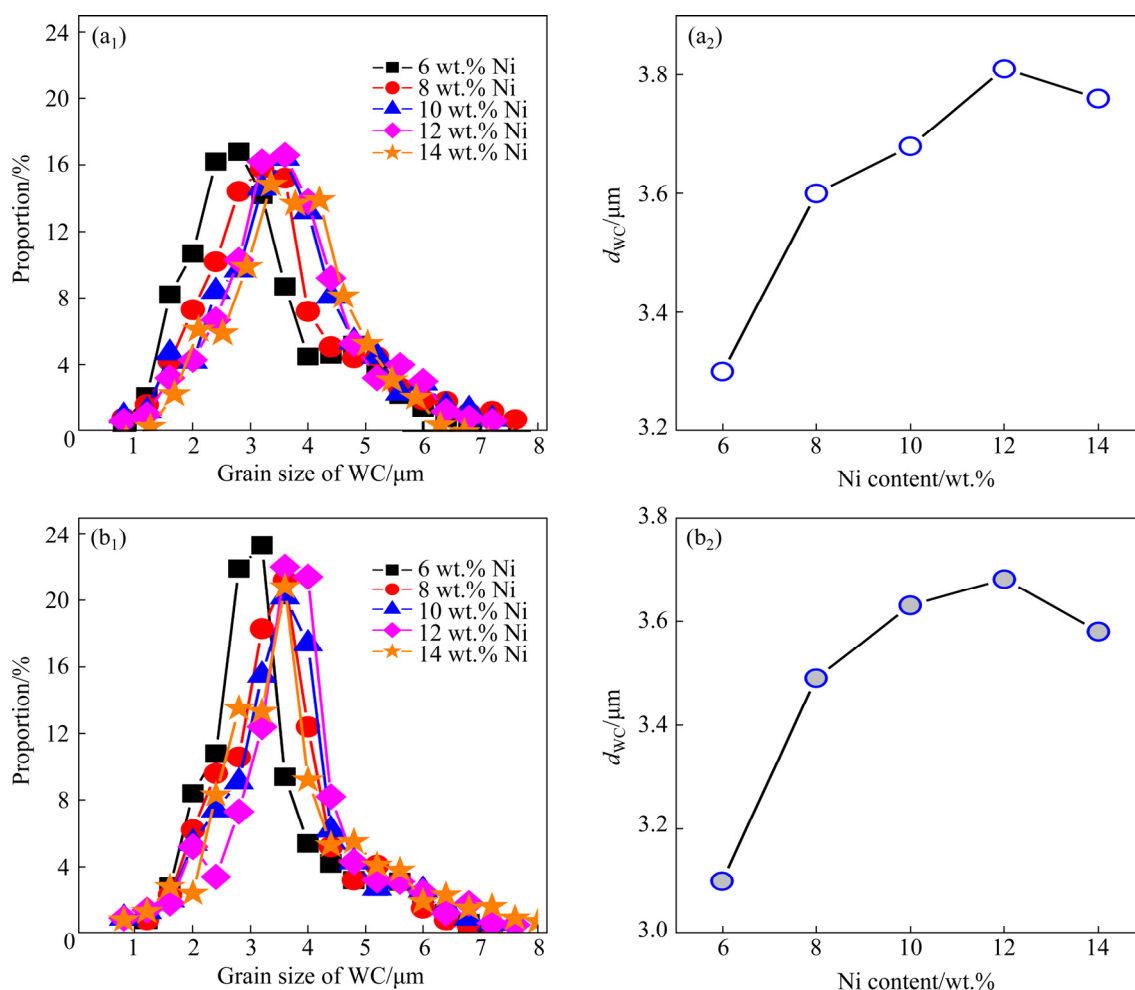 (a₁)
24
20
16
12
8
4
0
Proportion/%
6 wt.% Ni
8 wt.% Ni
10 wt.% Ni
12 wt.% Ni
14 wt.% Ni
1 2 3 4 5 6 7 8
Grain size of WC/μm
(a₂)
3.8
3.6
3.4
3.2
dWC/μm
6 8 10 12 14
Ni content/wt.%
(b₁)
24
20
16
12
8
4
0
Proportion/%
6 wt.% Ni
8 wt.% Ni
10 wt.% Ni
12 wt.% Ni
14 wt.% Ni
1 2 3 4 5 6 7 8
Grain size of WC/μm
(b₂)
3.8
3.6
3.4
3.2
3.0
dWC/μm
6 8 10 12 14
Ni content/wt.%